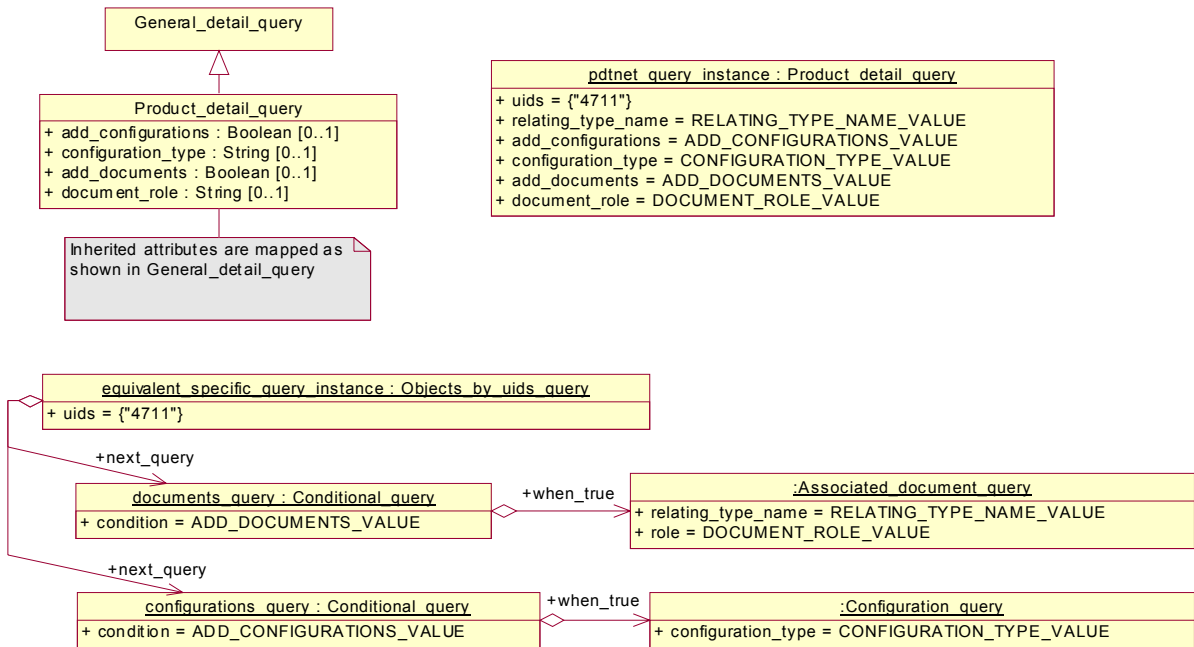 General_detail_query
Product_detail_query
+ add_configurations : Boolean [0..1]
+ configuration_type : String [0..1]
+ add_documents : Boolean [0..1]
+ document_role : String [0..1]
Inherited attributes are mapped as
shown in General_detail_query
pdtnet_query_instance : Product_detail_query
+ uids = {"4711"}
+ relating_type_name = RELATING_TYPE_NAME_VALUE
+ add_configurations = ADD_CONFIGURATIONS_VALUE
+ configuration_type = CONFIGURATION_TYPE_VALUE
+ add_documents = ADD_DOCUMENTS_VALUE
+ document_role = DOCUMENT_ROLE_VALUE
equivalent_specific_query_instance : Objects_by_uids_query
+ uids = {"4711"}
+next_query
documents_query : Conditional_query
+ condition = ADD_DOCUMENTS_VALUE
+when_true
:Associated_document_query
+ relating_type_name = RELATING_TYPE_NAME_VALUE
+ role = DOCUMENT_ROLE_VALUE
+next_query
configurations_query : Conditional_query
+ condition = ADD_CONFIGURATIONS_VALUE
+when_true
:Configuration_query
+ configuration_type = CONFIGURATION_TYPE_VALUE